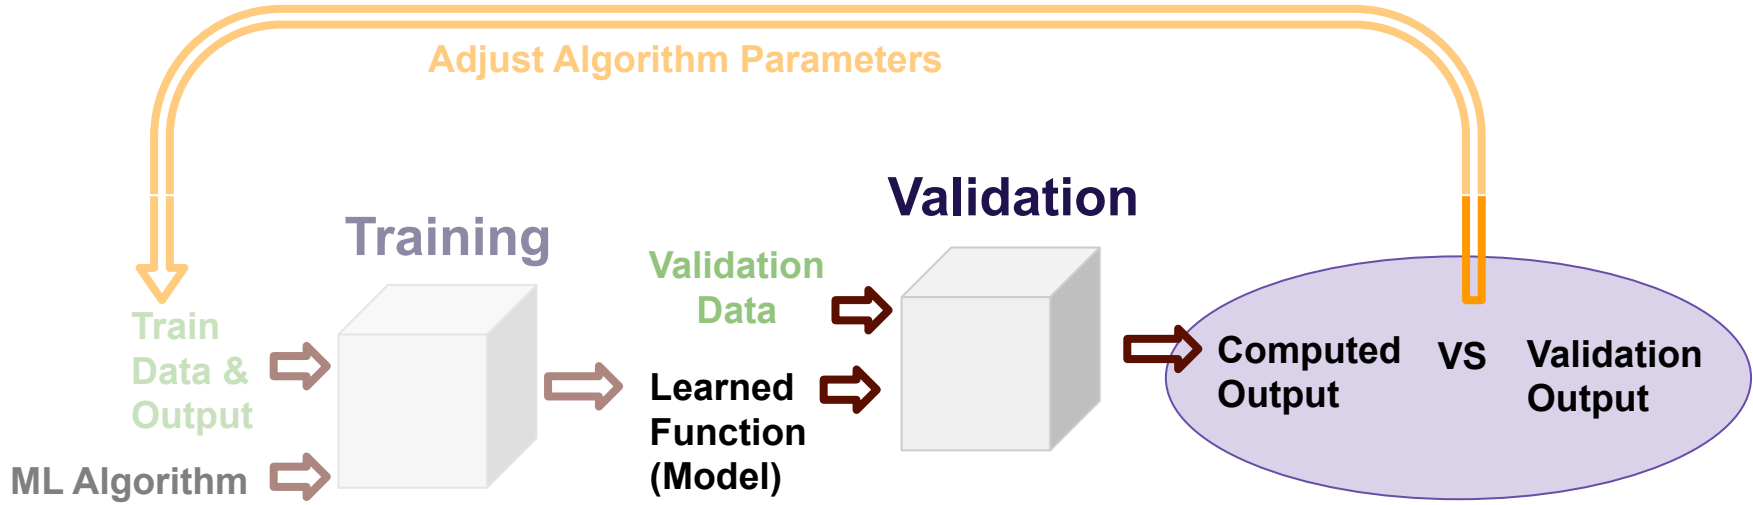 Adjust Algorithm Parameters
Training
Train
Data &
Output
ML Algorithm
Validation
Validation
Data
Learned
Function
(Model)
Computed
Output
VS
Validation
Output